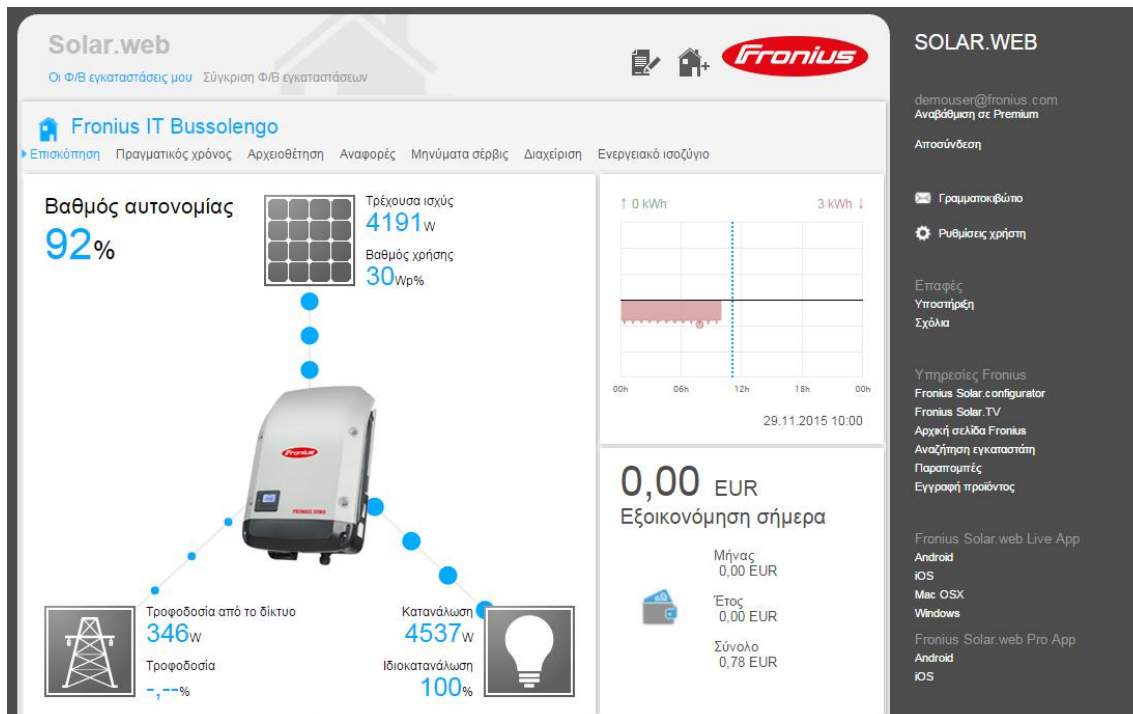 Solar.web
Οι Φ/Β εγκαταστάσεις μου Σύγκριση Φ/Β εγκαταστάσεων
Fronius
Fronius IT Bussolengo
Επισκόπηση Πραγματικός χρόνος Αρχειοθέτηση Αναφορές Μηνύματα σέρβις Διαχείριση Ενεργειακό ισοζύγιο
Βαθμός αυτονομίας
92%
Τρέχουσα ισχύς
4191W
Βαθμός χρήσης
30Wp%
Fronius
FRONIUS SYMO
Τροφοδοσία από το δίκτυο
346W
Τροφοδοσία
-,--%
Κατανάλωση
4537W
Ιδιοκατανάλωση
100%
↑ 0 kWh 3 kWh ↓
00h 06h 12h 18h 00h
29.11.2015 10:00
0,00 EUR
Εξοικονόμηση σήμερα
Μήνας
0,00 EUR
Έτος
0,00 EUR
Σύνολο
0,78 EUR
SOLAR.WEB
demouser@fronius.com
Αναβάθμιση σε Premium
Αποσύνδεση
Γραμματοκιβώτιο
Ρυθμίσεις χρήστη
Επαφές
Υποστήριξη
Σχόλια
Υπηρεσίες Fronius
Fronius Solar.configurator
Fronius Solar.TV
Αρχική σελίδα Fronius
Αναζήτηση εγκαταστάτη
Παραπομπές
Εγγραφή προϊόντος
Fronius Solar.web Live App
Android
iOS
Mac OSX
Windows
Fronius Solar.web Pro App
Android
iOS